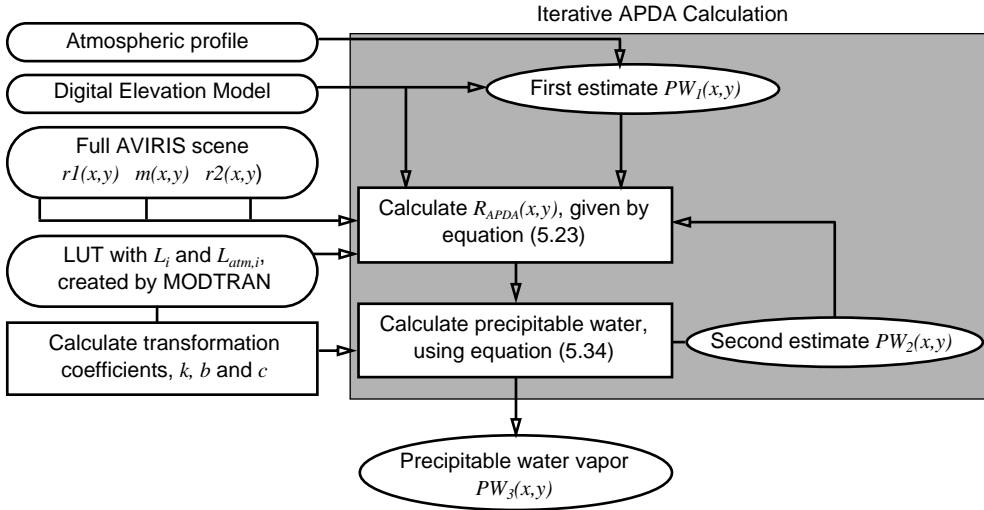 Iterative APDA Calculation
Atmospheric profile
Digital Elevation Model
First estimate PW1(x,y)
Full AVIRIS scene
r1(x,y) m(x,y) r2(x,y)
Calculate RAPDA(x,y), given by
equation (5.23)
LUT with Li and Latm,i,
created by MODTRAN
Calculate precipitable water,
using equation (5.34)
Second estimate PW2(x,y)
Calculate transformation
coefficients, k, b and c
Precipitable water vapor
PW3(x,y)